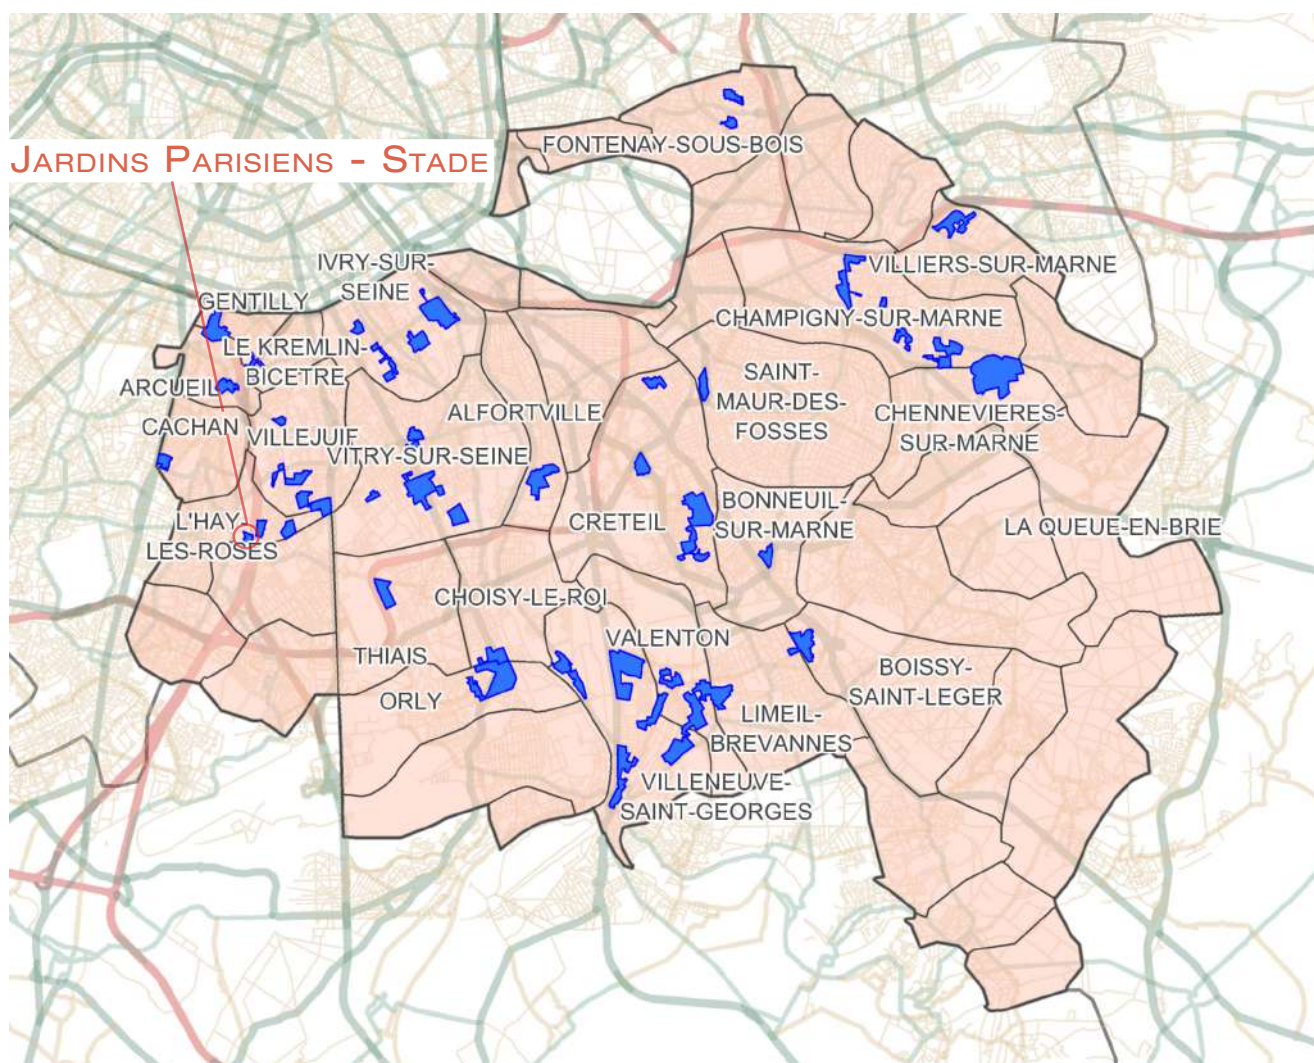 FONTENAY-SOUS-BOIS
JARDINS PARISIENS - STADE
IVRY-SUR-
SEINE
VILLIERS-SUR-MARNE
GENTILLY
CHAMPIGNY-SUR-MARNE
LE KREMLIN-
BICETRE
ARCUEIL
SAINT-
MAUR-DES-
FOSSES
CACHAN
VILLEJUIF
ALFORTVILLE
CHENNEVIERES-
SUR-MARNE
VITRY-SUR-SEINE
L'HAY
LES-ROSES
CRETEIL
BONNEUIL-
SUR-MARNE
LA QUEUE-EN-BRIE
CHOISY-LE-ROI
THIAIS
VALENTON
BOISSY-
SAINT-LEGER
ORLY
LIMEIL-
BREVANNES
VILLENEUVE-
SAINT-GEORGES